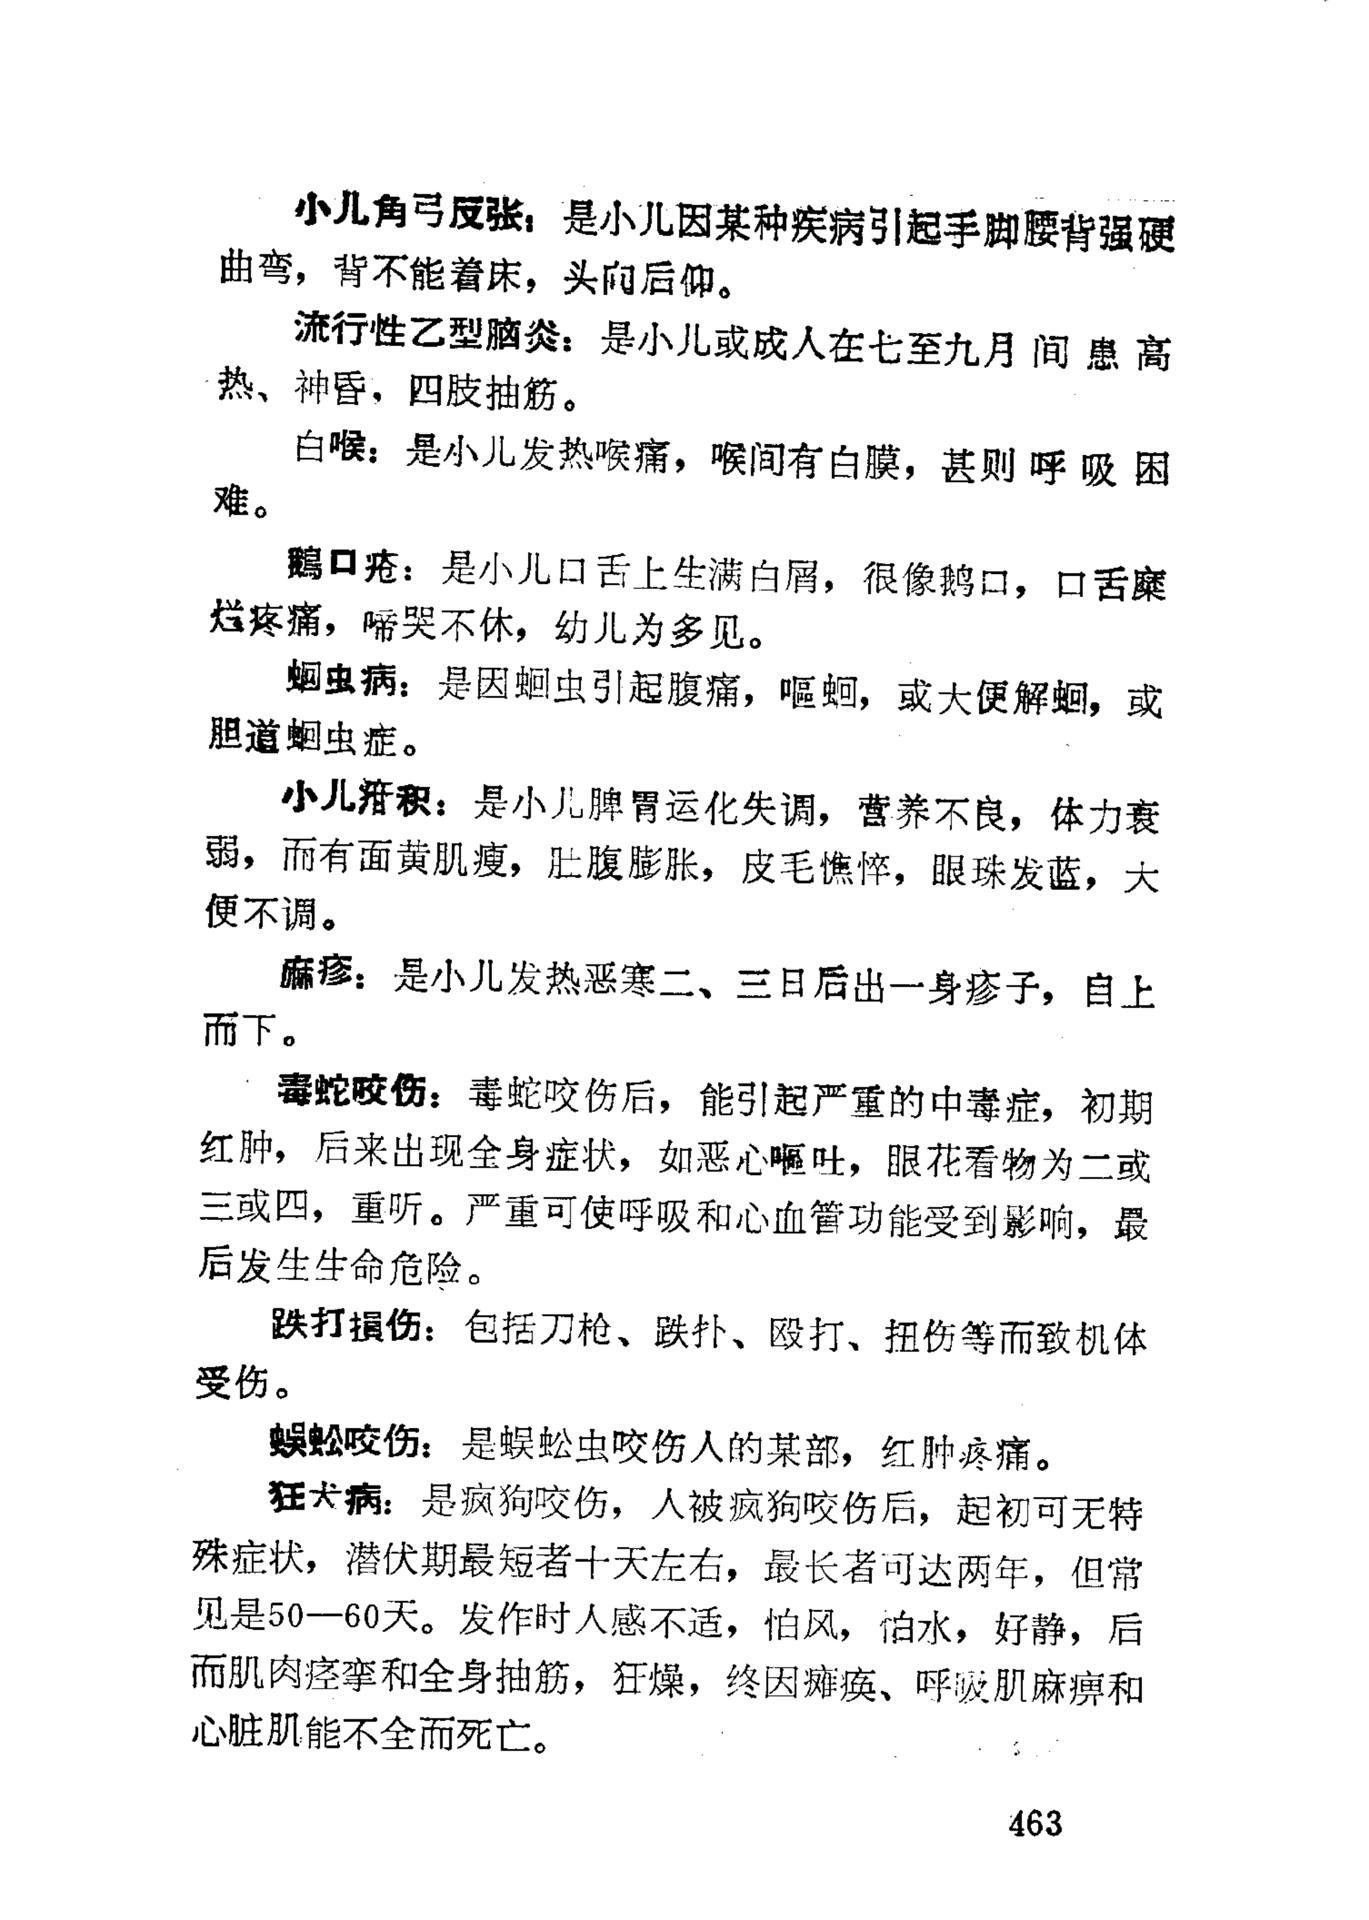 小儿角弓反张：是小儿因某种疾病引起手脚腰背强硬
曲弯，背不能着床，头向后仰。
流行性乙型脑炎：是小儿或成人在七至九月间患高
热、神昏，四肢抽筋。
白喉：是小儿发热喉痛，喉间有白膜，甚则呼吸困
难。
鵝口疮：是小儿口舌上生满白屑，很像鹅口，口舌糜
烂疼痛，啼哭不休，幼儿为多见。
蛔虫病：是因蛔虫引起腹痛，嘔蛔，或大便解蛔，或
胆道蛔虫症。
小儿疳积：是小儿脾胃运化失调，营养不良，体力衰
弱，而有面黄肌瘦，肚腹膨胀，皮毛憔悴，眼珠发蓝，大
便不调。
麻疹：是小儿发热恶寒二、三日后出一身疹子，自上
而下。
毒蛇咬伤：毒蛇咬伤后，能引起严重的中毒症，初期
红肿，后来出现全身症状，如恶心嘔吐，眼花看物为二或
三或四，重听。严重可使呼吸和心血管功能受到影响，最
后发生生命危险。
跌打損伤：包括刀枪、跌扑、殴打、扭伤等而致机体
受伤。
蜈蚣咬伤：是蜈蚣虫咬伤人的某部，红肿疼痛。
狂犬病：是疯狗咬伤，人被疯狗咬伤后，起初可无特
殊症状，潜伏期最短者十天左右，最长者可达两年，但常
见是50—60天。发作时人感不适，怕风，怕水，好静，后
而肌肉痉挛和全身抽筋，狂燥，终因瘫痪、呼吸肌麻痹和
心脏肌能不全而死亡。
463